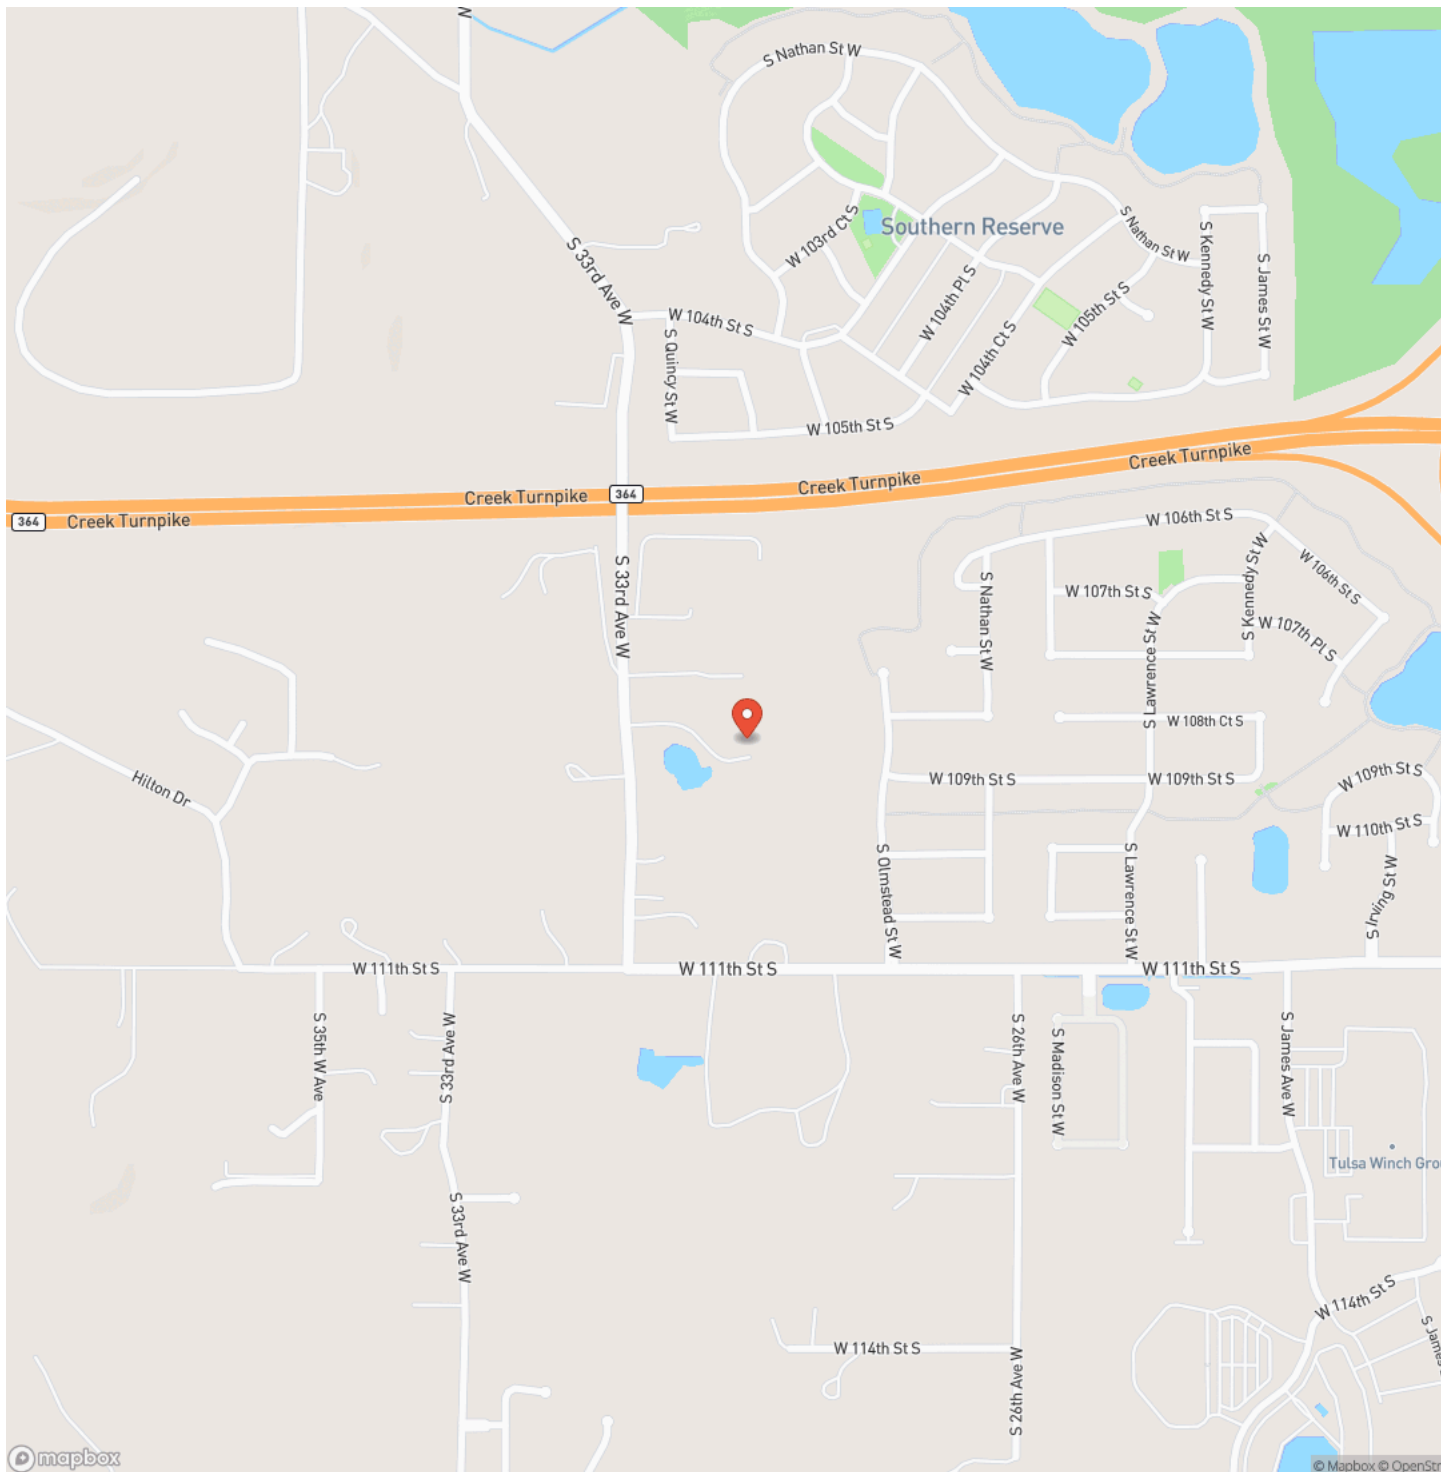 W
S Nathan St W
Southern Reserve
W 103rd Ct S
S Nathan St W
S Kennedy St W
S James St W
S 33rd Ave W
W 104th Pl S
W 105th St S
W 104th St S
S Quincy St W
W 104th Ct S
W 105th St S
Creek Turnpike
Creek Turnpike
Creek Turnpike
364
364
Creek Turnpike
W 106th St S
S 33rd Ave W
S Nathan St W
W 107th St S
S Kennedy St W
W 106th St S
W 107th Pl S
S Lawrence St W
W 108th Ct S
Hilton Dr
W 109th St S
W 109th St S
W 109th St S
W 110th St S
S Olmstead St W
S Lawrence St W
S Irving St W
W 111th St S
W 111th St S
W 111th St S
S 35th W Ave
S 33rd Ave W
S 26th Ave W
S Madison St W
S James Ave W
Tulsa Winch Grou
S 33rd Ave W
W 114th St S
W 114th St S
S James
S 26th Ave W
mapbox
© Mapbox © OpenStr